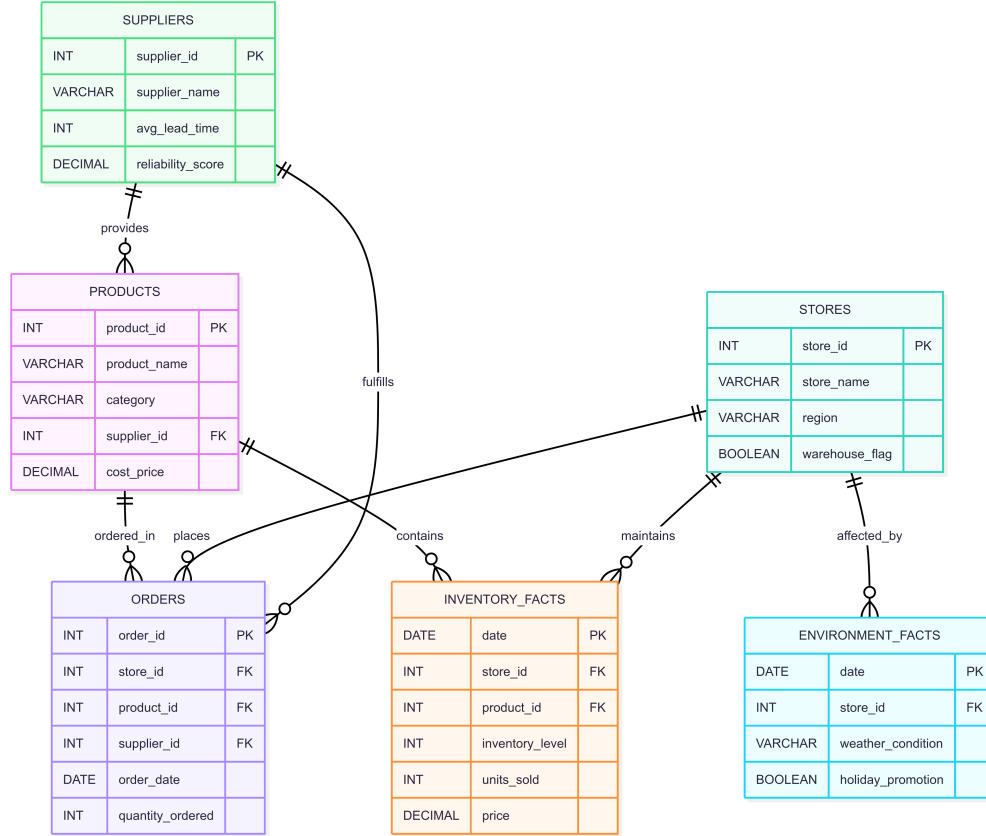 SUPPLIERS
INT supplier_id PK
VARCHAR supplier_name
INT avg_lead_time
DECIMAL reliability_score
provides
PRODUCTS
INT product_id PK
VARCHAR product_name
VARCHAR category
INT supplier_id FK
DECIMAL cost_price
fulfills
STORES
INT store_id PK
VARCHAR store_name
VARCHAR region
BOOLEAN warehouse_flag
ordered_in places contains maintains affected_by
ORDERS
INT order_id PK
INT store_id FK
INT product_id FK
INT supplier_id FK
DATE order_date
INT quantity_ordered
INVENTORY_FACTS
DATE date PK
INT store_id FK
INT product_id FK
INT inventory_level
INT units_sold
DECIMAL price
ENVIRONMENT_FACTS
DATE date PK
INT store_id FK
VARCHAR weather_condition
BOOLEAN holiday_promotion